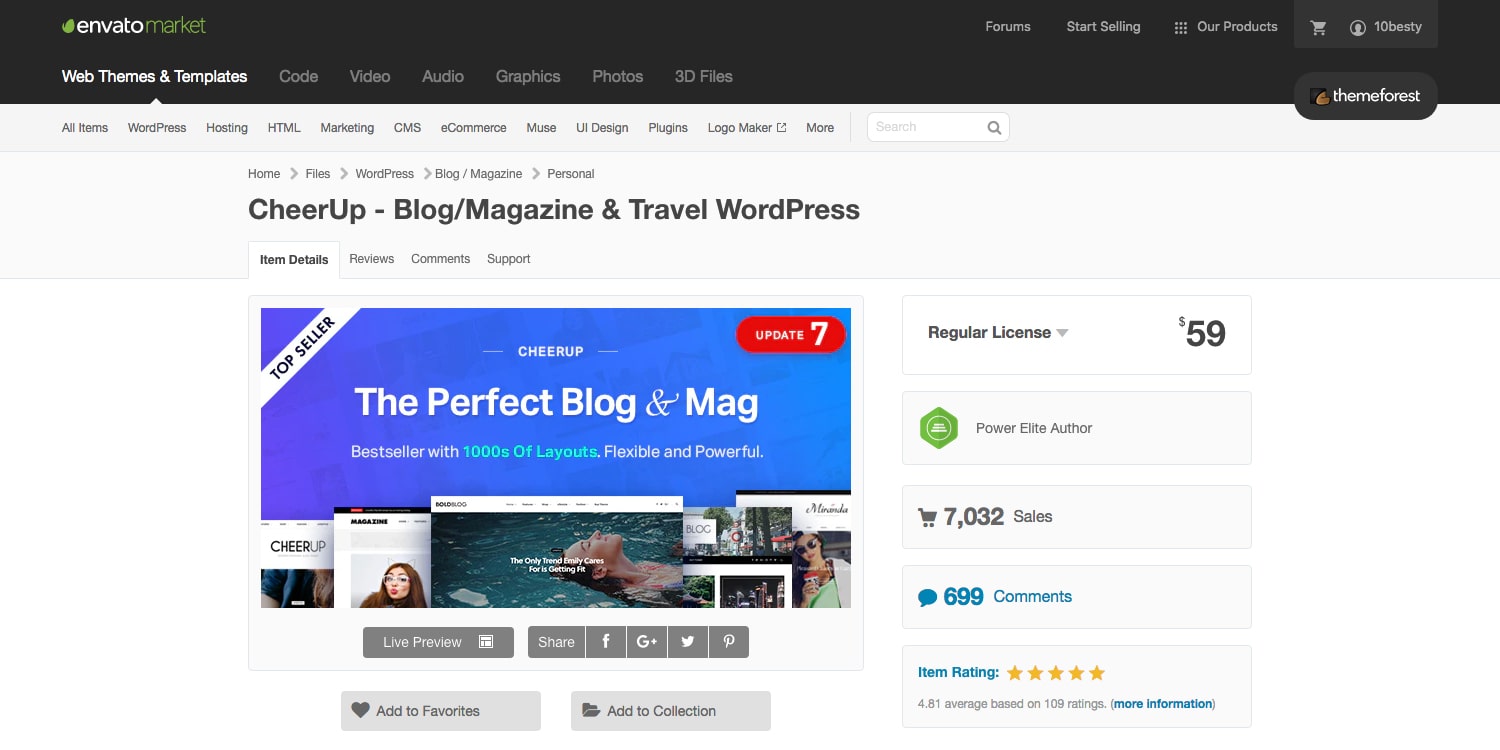 envatomarket
Forums Start Selling Our Products 10besty
Web Themes & Templates Code Video Audio Graphics Photos 3D Files
themeforest
All Items WordPress Hosting HTML Marketing CMS eCommerce Muse UI Design Plugins Logo Maker More Search
Home Files WordPress Blog / Magazine Personal
CheerUp - Blog/Magazine & Travel WordPress
Item Details Reviews Comments Support
TOP SELLER
UPDATE 7
CHEERUP
The Perfect Blog & Mag
Bestseller with 1000s Of Layouts. Flexible and Powerful.
BOLDBLOG
MAGAZINE
Miranda
BLOG
CHEERUP
The Only Trend Emily Cares
For is Getting Fit
Live Preview Share f G+
Add to Favorites Add to Collection
Regular License $59
Power Elite Author
7,032 Sales
699 Comments
Item Rating:
4.81 average based on 109 ratings. (more information)